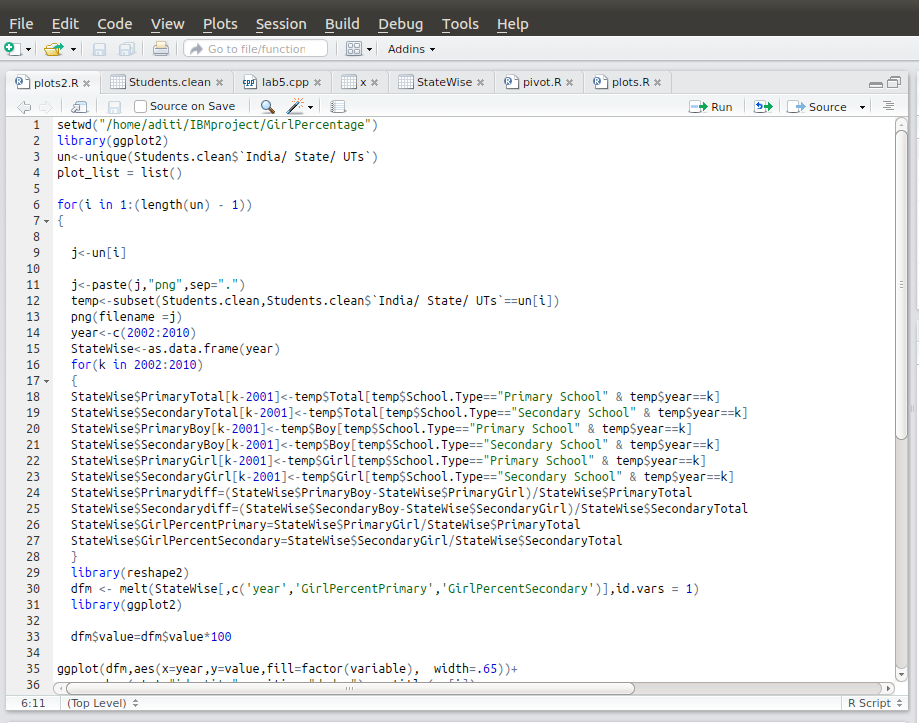 File Edit Code View Plots Session Build Debug Tools Help
Go to file/function Addins
plots2.R Students.clean lab5.cpp x StateWise pivot.R plots.R
Source on Save Run Source
1 setwd("/home/aditi/IBMproject/GirlPercentage")
2 library(ggplot2)
3 un<-unique(Students.clean$`India/ State/ UTs`)
4 plot_list = list()
5
6 for(i in 1:(length(un) - 1))
7 {
8
9 j<-un[i]
10
11 j<-paste(j,"png",sep=".")
12 temp<-subset(Students.clean,Students.clean$`India/ State/ UTs`==un[i])
13 png(filename =j)
14 year<-c(2002:2010)
15 StateWise<-as.data.frame(year)
16 for(k in 2002:2010)
17 {
18 StateWise$PrimaryTotal[k-2001]<-temp$Total[temp$School.Type=="Primary School" & temp$year==k]
19 StateWise$SecondaryTotal[k-2001]<-temp$Total[temp$School.Type=="Secondary School" & temp$year==k]
20 StateWise$PrimaryBoy[k-2001]<-temp$Boy[temp$School.Type=="Primary School" & temp$year==k]
21 StateWise$SecondaryBoy[k-2001]<-temp$Boy[temp$School.Type=="Secondary School" & temp$year==k]
22 StateWise$PrimaryGirl[k-2001]<-temp$Girl[temp$School.Type=="Primary School" & temp$year==k]
23 StateWise$SecondaryGirl[k-2001]<-temp$Girl[temp$School.Type=="Secondary School" & temp$year==k]
24 StateWise$Primarydiff=(StateWise$PrimaryBoy-StateWise$PrimaryGirl)/StateWise$PrimaryTotal
25 StateWise$Secondarydiff=(StateWise$SecondaryBoy-StateWise$SecondaryGirl)/StateWise$SecondaryTotal
26 StateWise$GirlPercentPrimary=StateWise$PrimaryGirl/StateWise$PrimaryTotal
27 StateWise$GirlPercentSecondary=StateWise$SecondaryGirl/StateWise$SecondaryTotal
28 }
29 library(reshape2)
30 dfm <- melt(StateWise[,c('year','GirlPercentPrimary','GirlPercentSecondary')],id.vars = 1)
31 library(ggplot2)
32
33 dfm$value=dfm$value*100
34
35 ggplot(dfm,aes(x=year,y=value,fill=factor(variable), width=.65))+
36
6:11 (Top Level) R Script